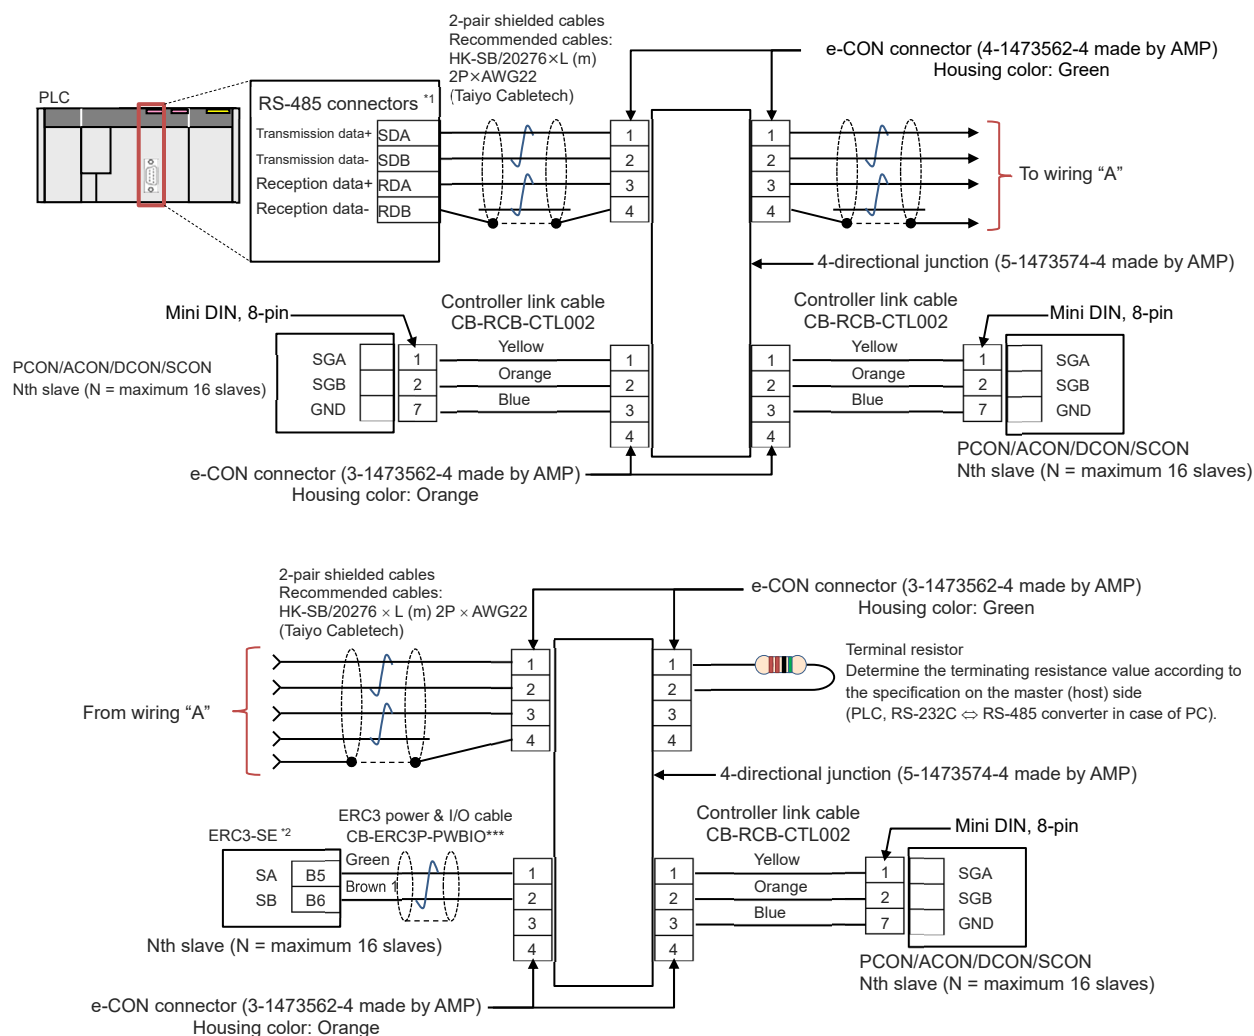 2-pair shielded cables
Recommended cables:
HK-SB/20276×L (m)
2P×AWG22
(Taiyo Cabletech)
e-CON connector (4-1473562-4 made by AMP)
Housing color: Green
PLC
RS-485 connectors *1
Transmission data+ SDA
Transmission data- SDB
Reception data+ RDA
Reception data- RDB
1
2
3
4
1
2
3
4
To wiring “A”
4-directional junction (5-1473574-4 made by AMP)
Mini DIN, 8-pin
Controller link cable
CB-RCB-CTL002
Controller link cable
CB-RCB-CTL002
Mini DIN, 8-pin
PCON/ACON/DCON/SCON
Nth slave (N = maximum 16 slaves)
SGA 1 Yellow 1
SGB 2 Orange 2
GND 7 Blue 3
4
1 Yellow 1 SGA
2 Orange 2 SGB
3 Blue 7 GND
4
PCON/ACON/DCON/SCON
Nth slave (N = maximum 16 slaves)
e-CON connector (3-1473562-4 made by AMP)
Housing color: Orange
2-pair shielded cables
Recommended cables:
HK-SB/20276 × L (m) 2P × AWG22
(Taiyo Cabletech)
e-CON connector (3-1473562-4 made by AMP)
Housing color: Green
From wiring “A”
1
2
3
4
1
2
3
4
Terminal resistor
Determine the terminating resistance value according to
the specification on the master (host) side
(PLC, RS-232C ⇔ RS-485 converter in case of PC).
4-directional junction (5-1473574-4 made by AMP)
ERC3-SE *2
ERC3 power & I/O cable
CB-ERC3P-PWBIO***
SA B5 Green 1
SB B6 Brown 1 2
3
4
Nth slave (N = maximum 16 slaves)
Controller link cable
CB-RCB-CTL002
Mini DIN, 8-pin
1 Yellow 1 SGA
2 Orange 2 SGB
3 Blue 7 GND
4
PCON/ACON/DCON/SCON
Nth slave (N = maximum 16 slaves)
e-CON connector (3-1473562-4 made by AMP)
Housing color: Orange